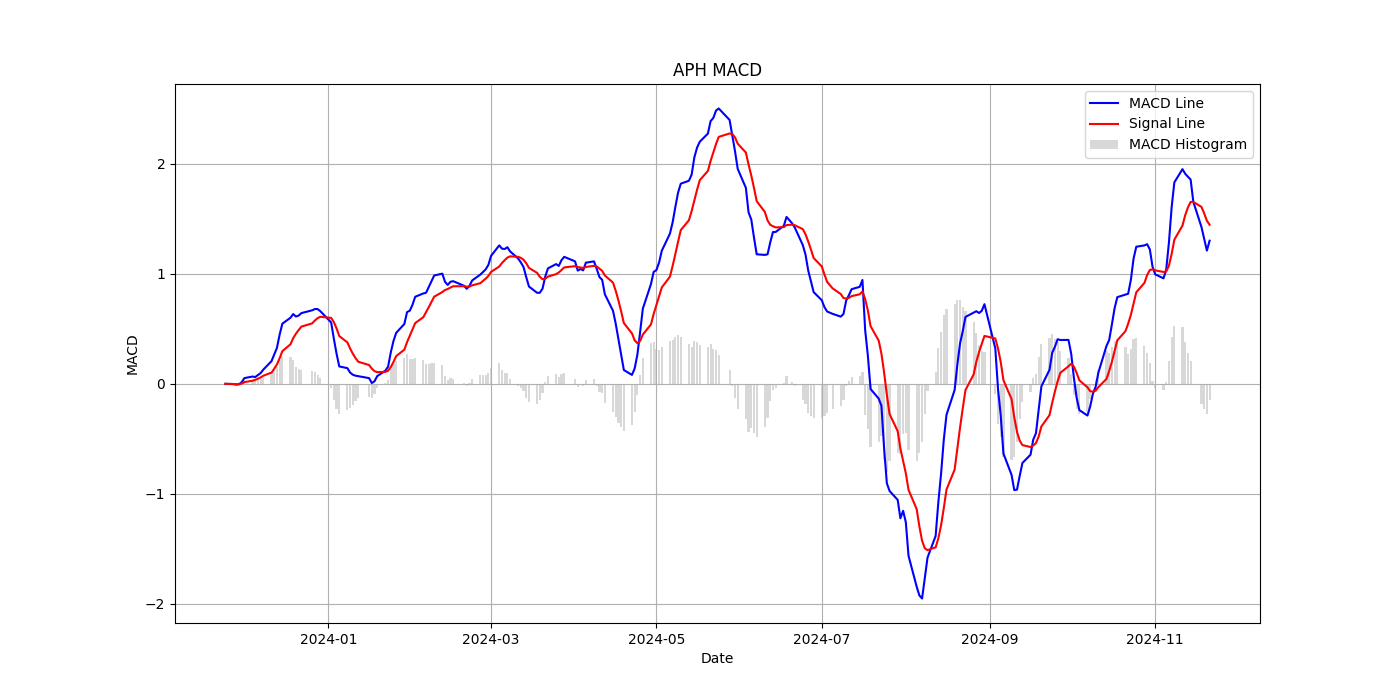 APH MACD
MACD Line
Signal Line
MACD Histogram
MACD
2
1
0
−1
−2
2024-01
2024-03
2024-05
2024-07
2024-09
2024-11
Date